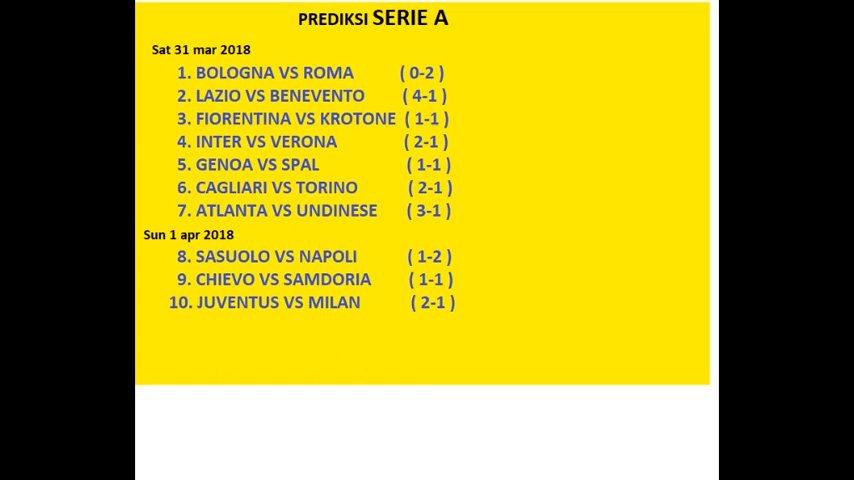 PREDIKSI SERIE A
Sat 31 mar 2018
1. BOLOGNA VS ROMA ( 0-2 )
2. LAZIO VS BENEVENTO ( 4-1 )
3. FIORENTINA VS KROTONE ( 1-1 )
4. INTER VS VERONA ( 2-1 )
5. GENOA VS SPAL ( 1-1 )
6. CAGLIARI VS TORINO ( 2-1 )
7. ATLANTA VS UNDINESE ( 3-1 )
Sun 1 apr 2018
8. SASUOLO VS NAPOLI ( 1-2 )
9. CHIEVO VS SAMDORIA ( 1-1 )
10. JUVENTUS VS MILAN ( 2-1 )